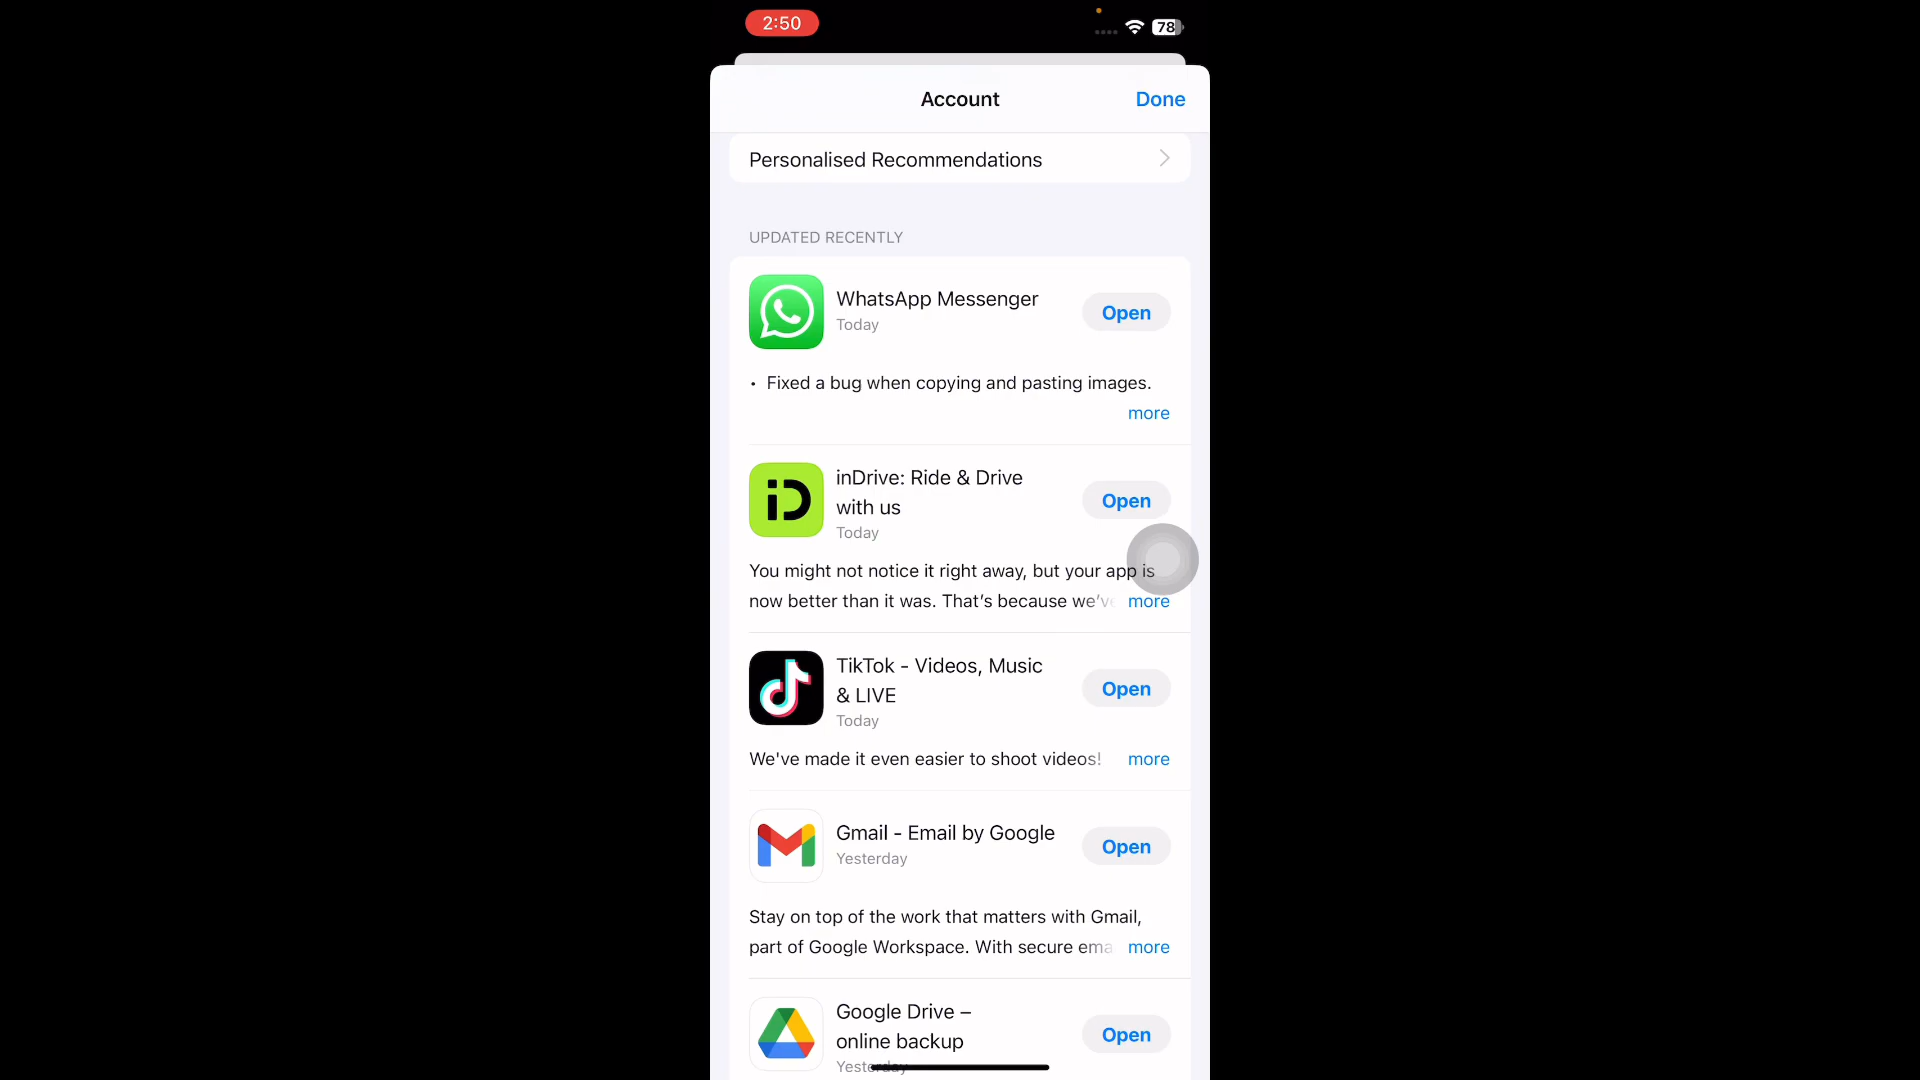 2:50
78
Account
Done
Personalised Recommendations
UPDATED RECENTLY
WhatsApp Messenger
Today
Open
• Fixed a bug when copying and pasting images.
more
iD
inDrive: Ride & Drive
with us
Today
Open
You might not notice it right away, but your app is
now better than it was. That’s because we’ve
more
TikTok - Videos, Music
& LIVE
Today
Open
We've made it even easier to shoot videos!
more
Gmail - Email by Google
Yesterday
Open
Stay on top of the work that matters with Gmail,
part of Google Workspace. With secure ema
more
Google Drive –
online backup
Yesterday
Open